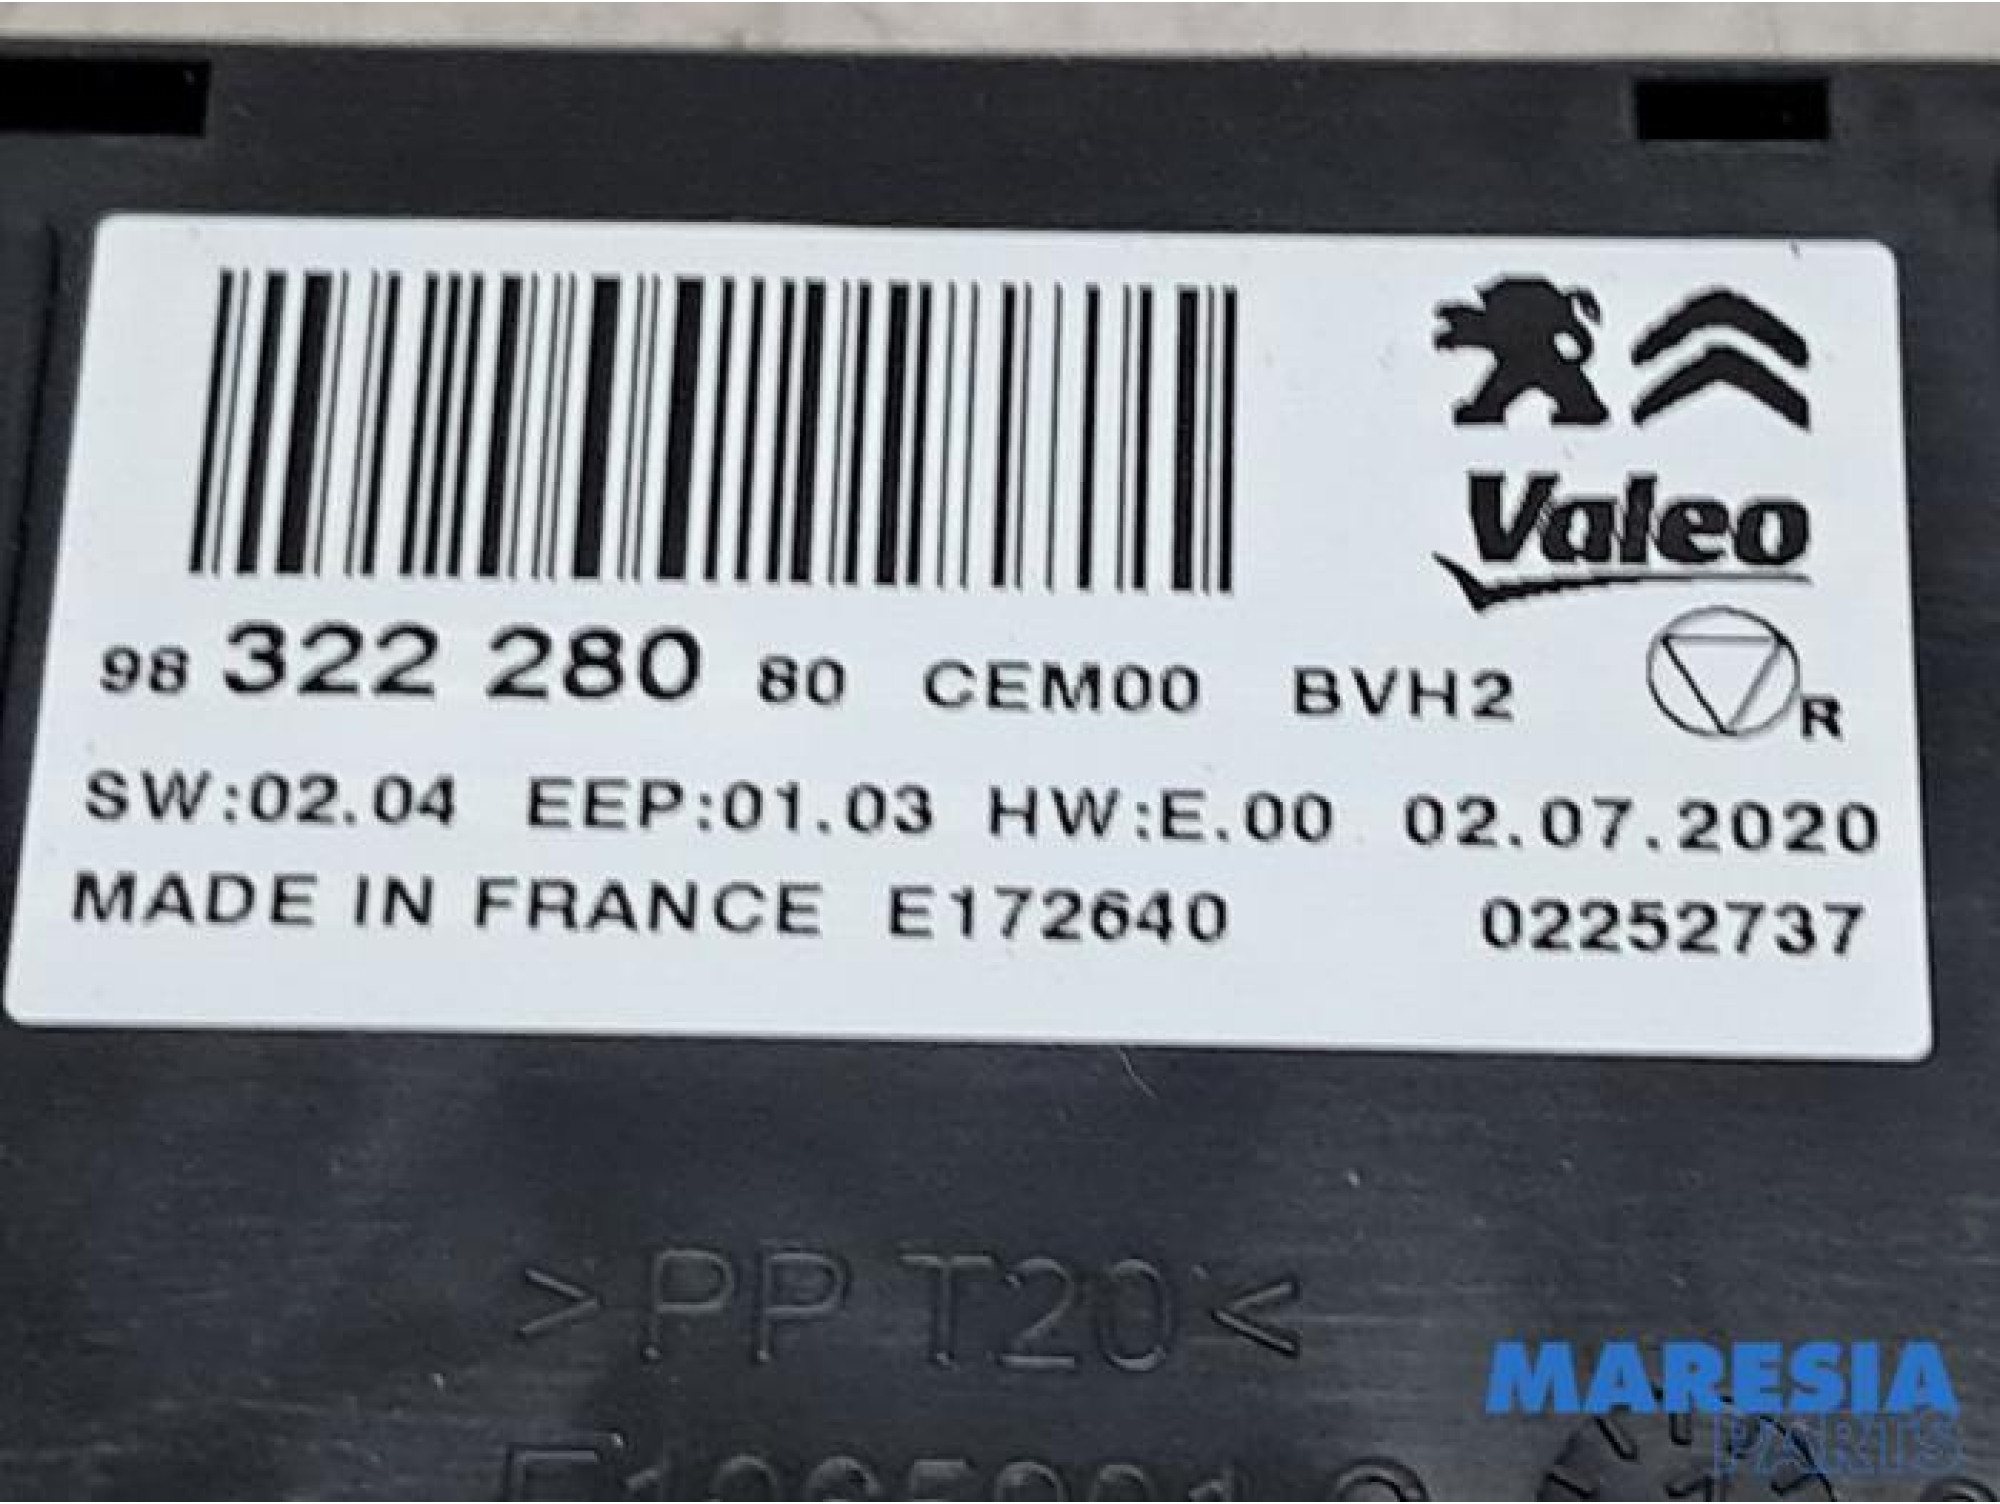 Valeo
98 322 280 80 CEM00 BVH2 R
SW:02.04 EEP:01.03 HW:E.00 02.07.2020
MADE IN FRANCE E172640 02252737
>PP T20<
MARESIA
PARTS